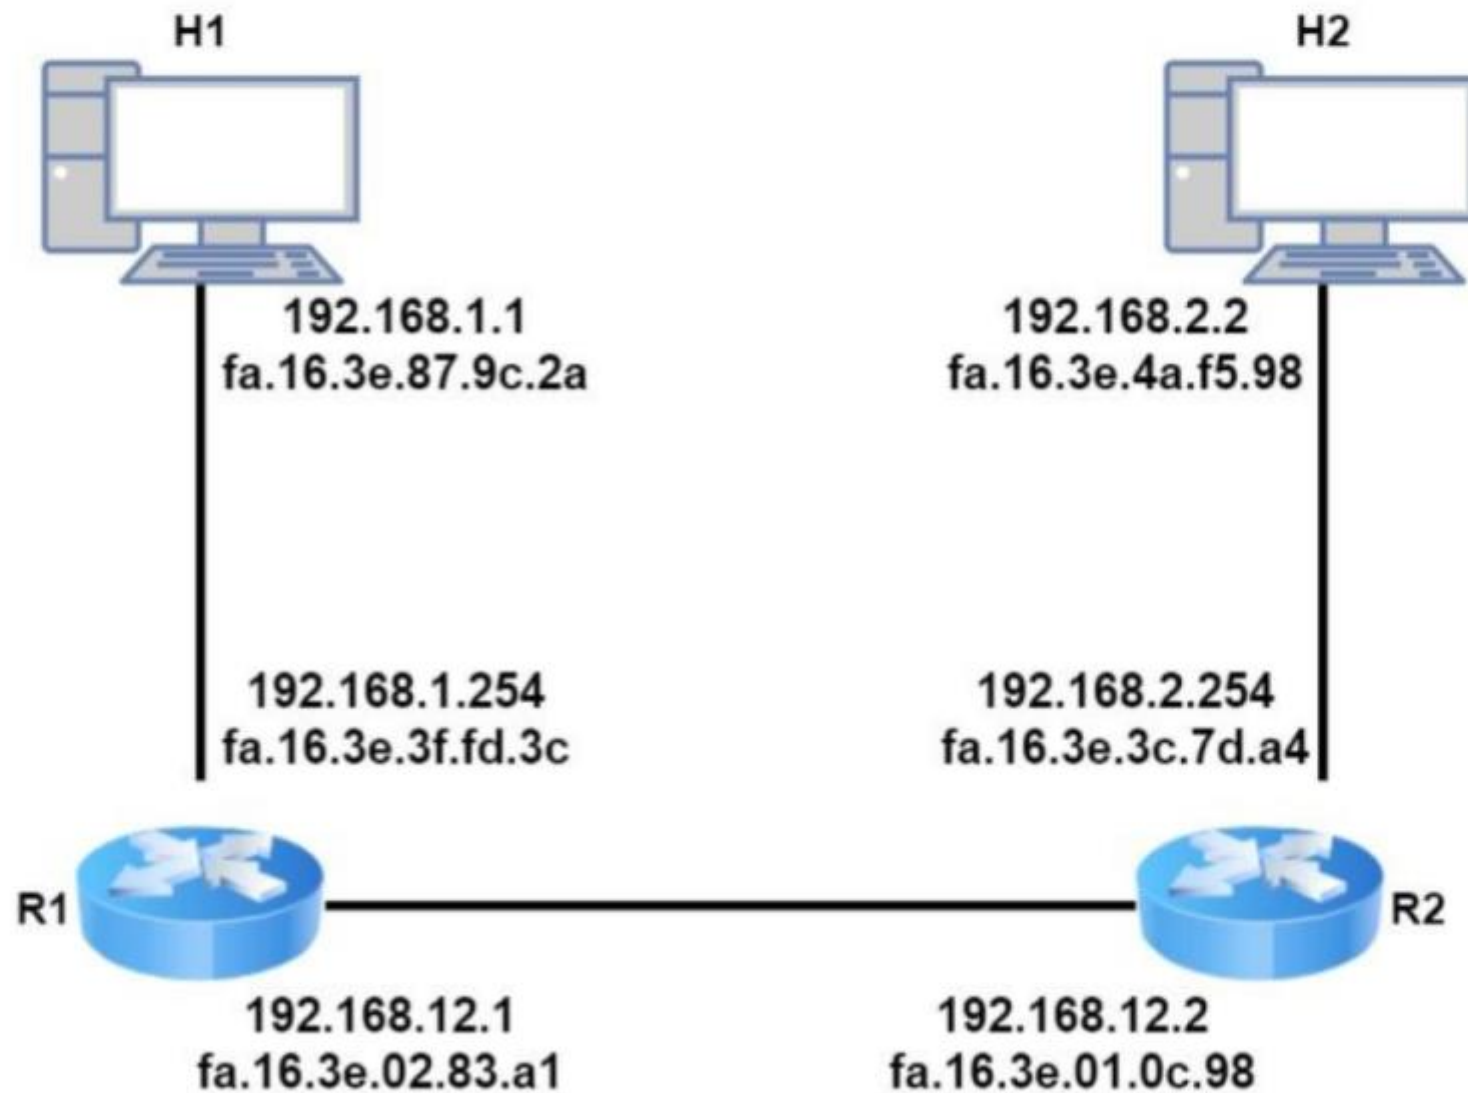 H1
H2
192.168.1.1
fa.16.3e.87.9c.2a
192.168.2.2
fa.16.3e.4a.f5.98
192.168.1.254
fa.16.3e.3f.fd.3c
192.168.2.254
fa.16.3e.3c.7d.a4
R1
R2
192.168.12.1
fa.16.3e.02.83.a1
192.168.12.2
fa.16.3e.01.0c.98